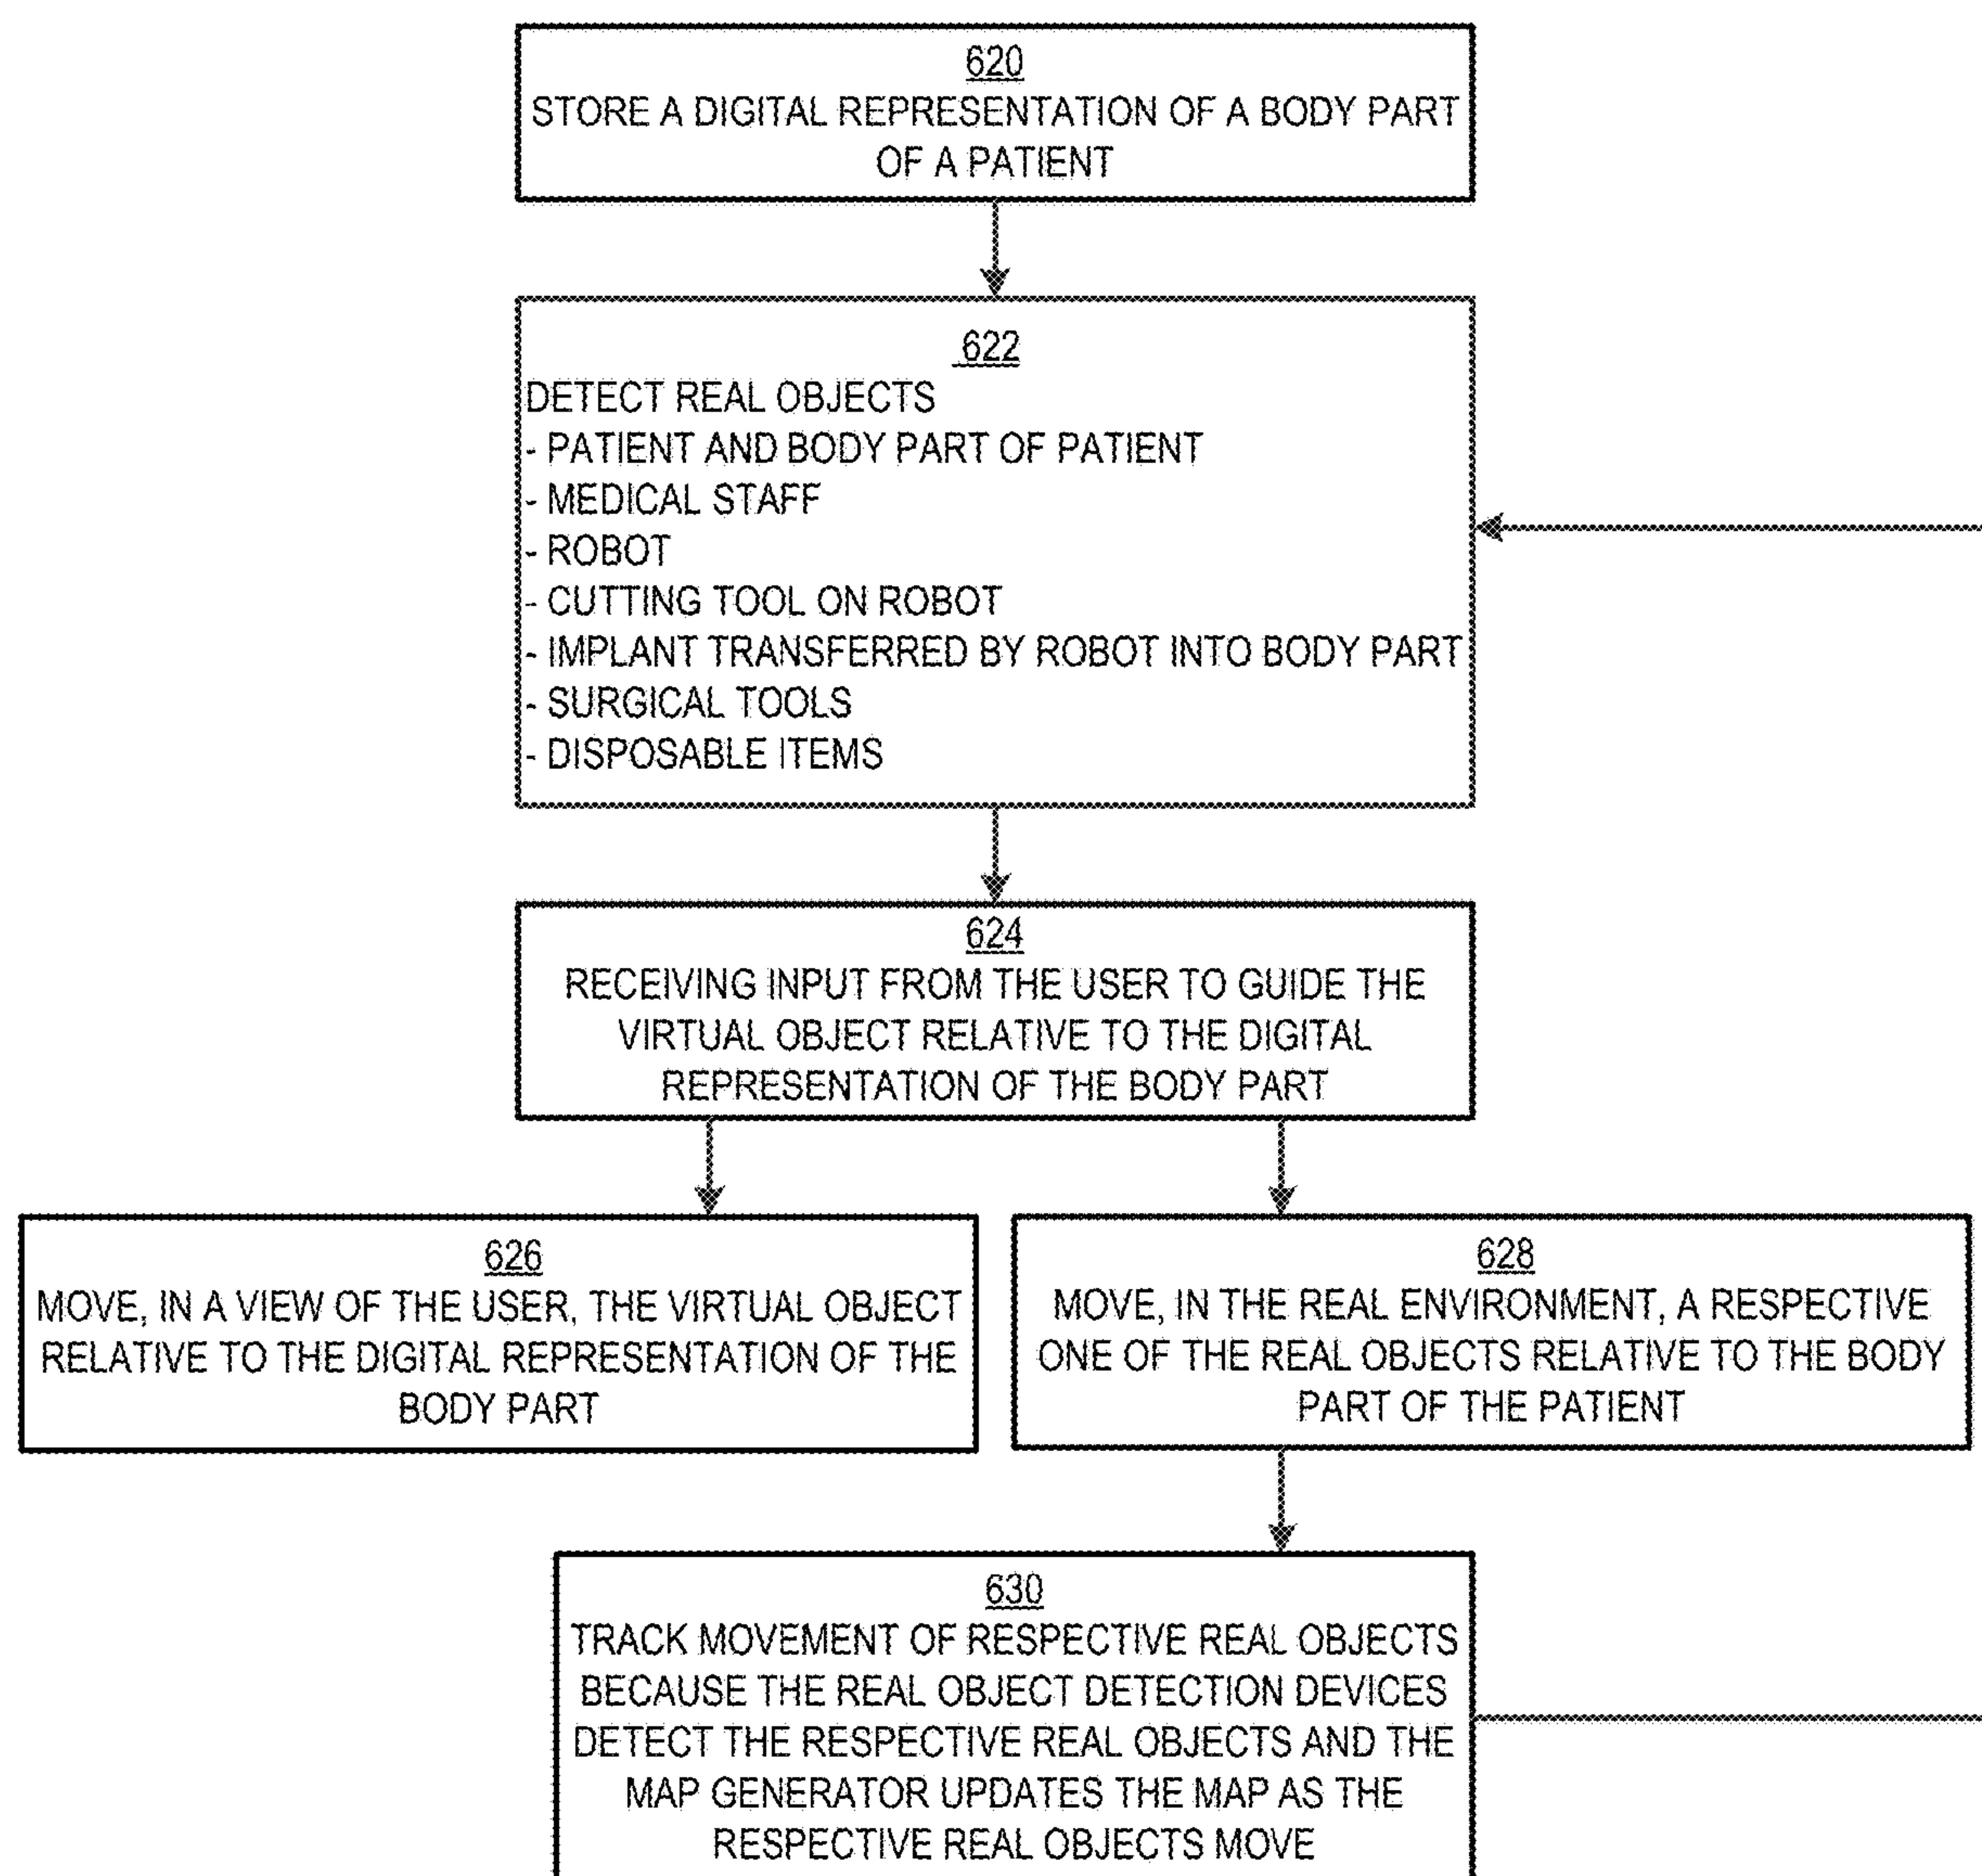 620
STORE A DIGITAL REPRESENTATION OF A BODY PART
OF A PATIENT
622
DETECT REAL OBJECTS
- PATIENT AND BODY PART OF PATIENT
- MEDICAL STAFF
- ROBOT
- CUTTING TOOL ON ROBOT
- IMPLANT TRANSFERRED BY ROBOT INTO BODY PART
- SURGICAL TOOLS
- DISPOSABLE ITEMS
624
RECEIVING INPUT FROM THE USER TO GUIDE THE
VIRTUAL OBJECT RELATIVE TO THE DIGITAL
REPRESENTATION OF THE BODY PART
626
MOVE, IN A VIEW OF THE USER, THE VIRTUAL OBJECT
RELATIVE TO THE DIGITAL REPRESENTATION OF THE
BODY PART
628
MOVE, IN THE REAL ENVIRONMENT, A RESPECTIVE
ONE OF THE REAL OBJECTS RELATIVE TO THE BODY
PART OF THE PATIENT
630
TRACK MOVEMENT OF RESPECTIVE REAL OBJECTS
BECAUSE THE REAL OBJECT DETECTION DEVICES
DETECT THE RESPECTIVE REAL OBJECTS AND THE
MAP GENERATOR UPDATES THE MAP AS THE
RESPECTIVE REAL OBJECTS MOVE